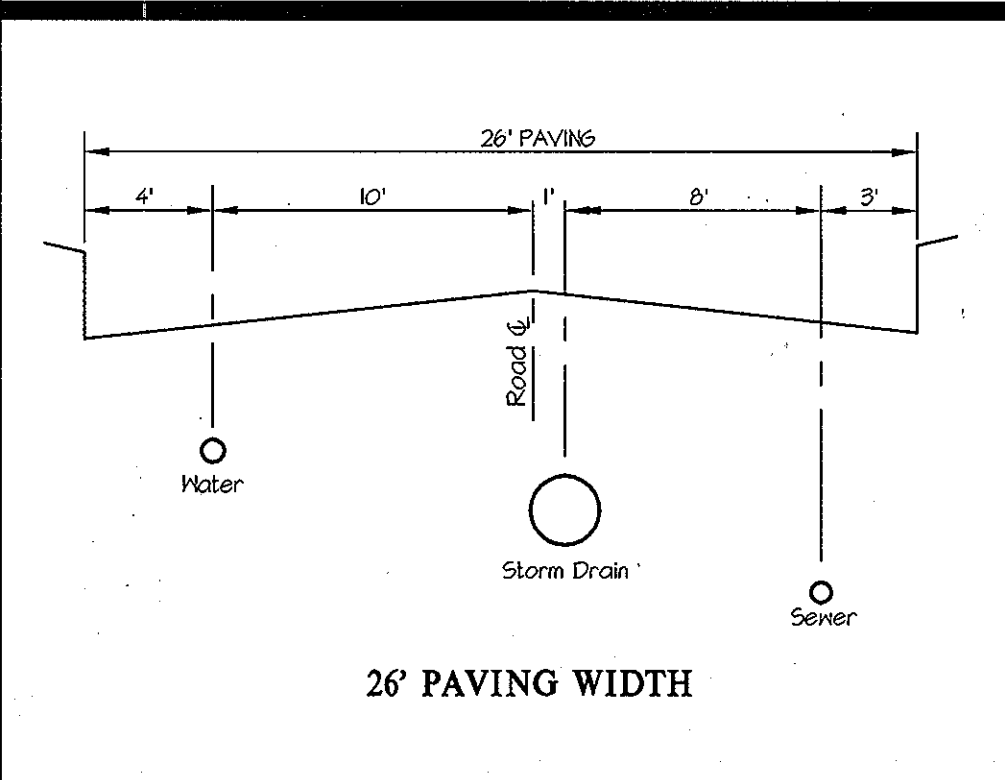 26' PAVING
4' 10' 1' 8' 3'
Road ℄
Water
Storm Drain
Sewer
26' PAVING WIDTH